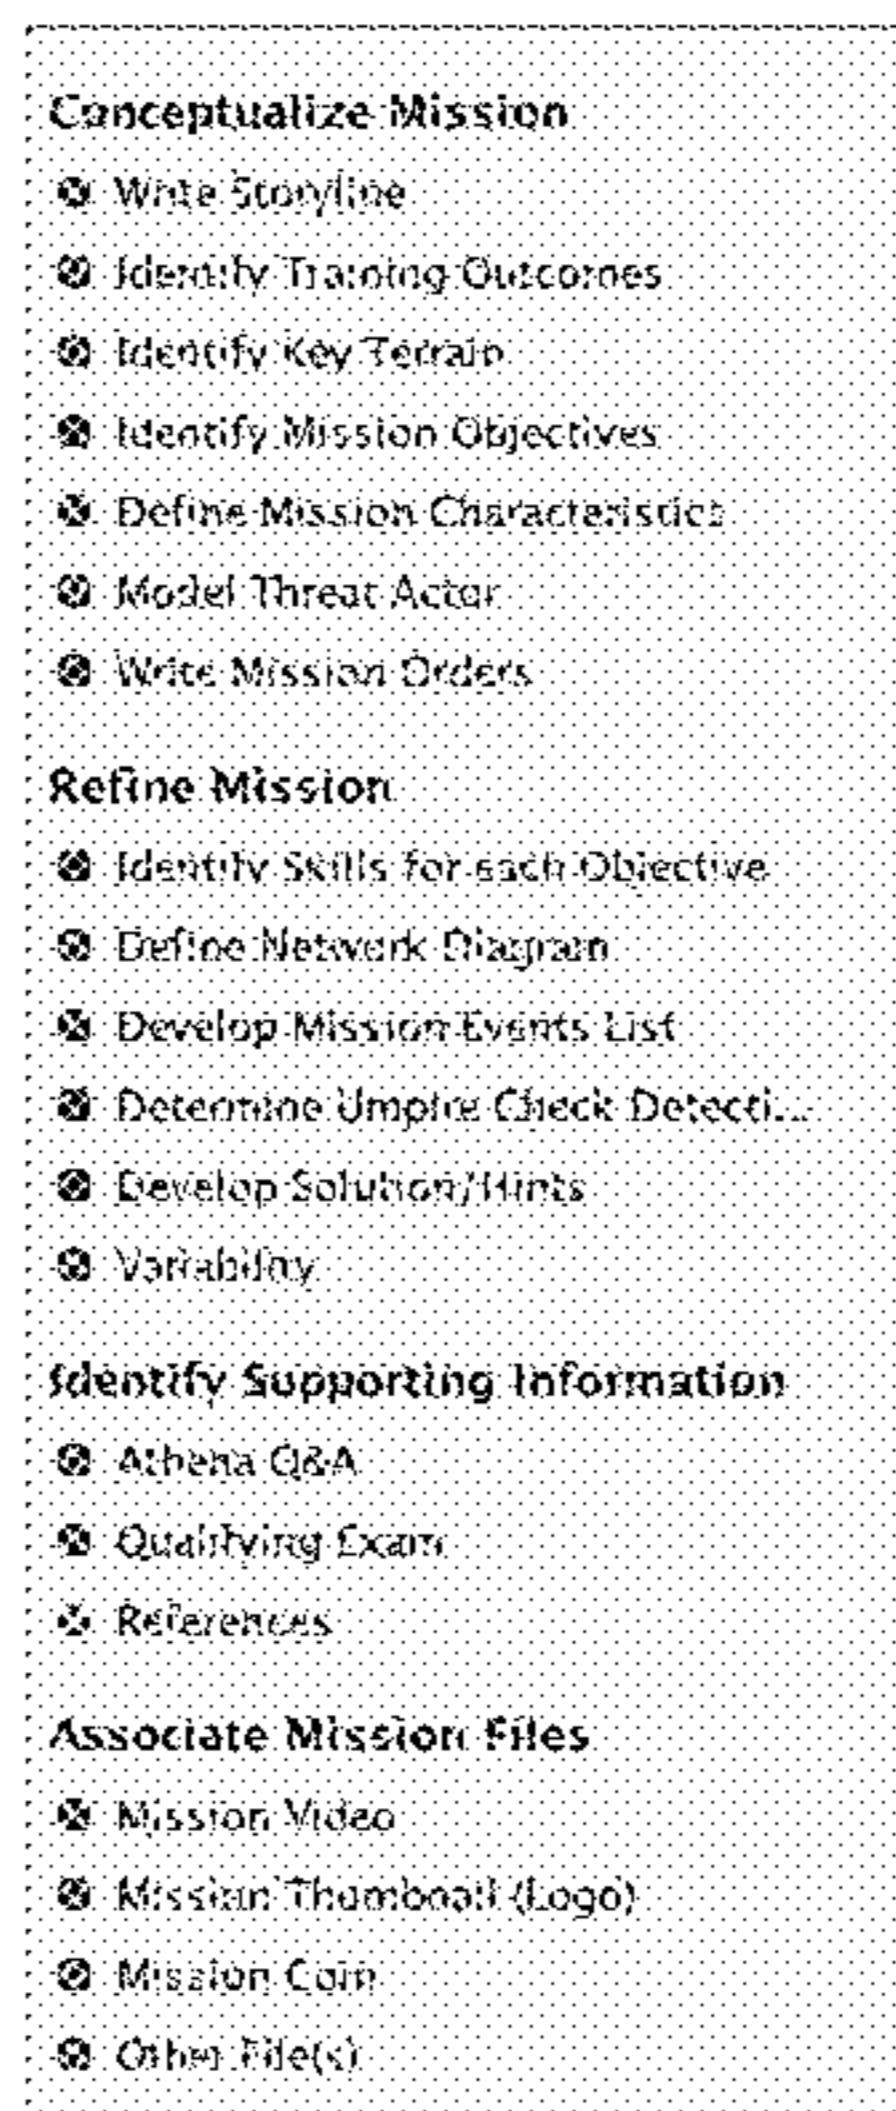 Conceptualize Mission
Write Storyline
Identify Training Outcomes
Identify Key Terrain
Identify Mission Objectives
Define Mission Characteristics
Model Threat Actor
Write Mission Orders
Refine Mission
Identify Skills for each Objective
Define Network Diagram
Develop Mission Events List
Determine Umpire Check Detecti...
Develop Solution/Hints
Variability
Identify Supporting Information
Athena Q&A
Qualifying Exam
References
Associate Mission Files
Mission Video
Mission Thumbnail (Logo)
Mission Coin
Other File(s)